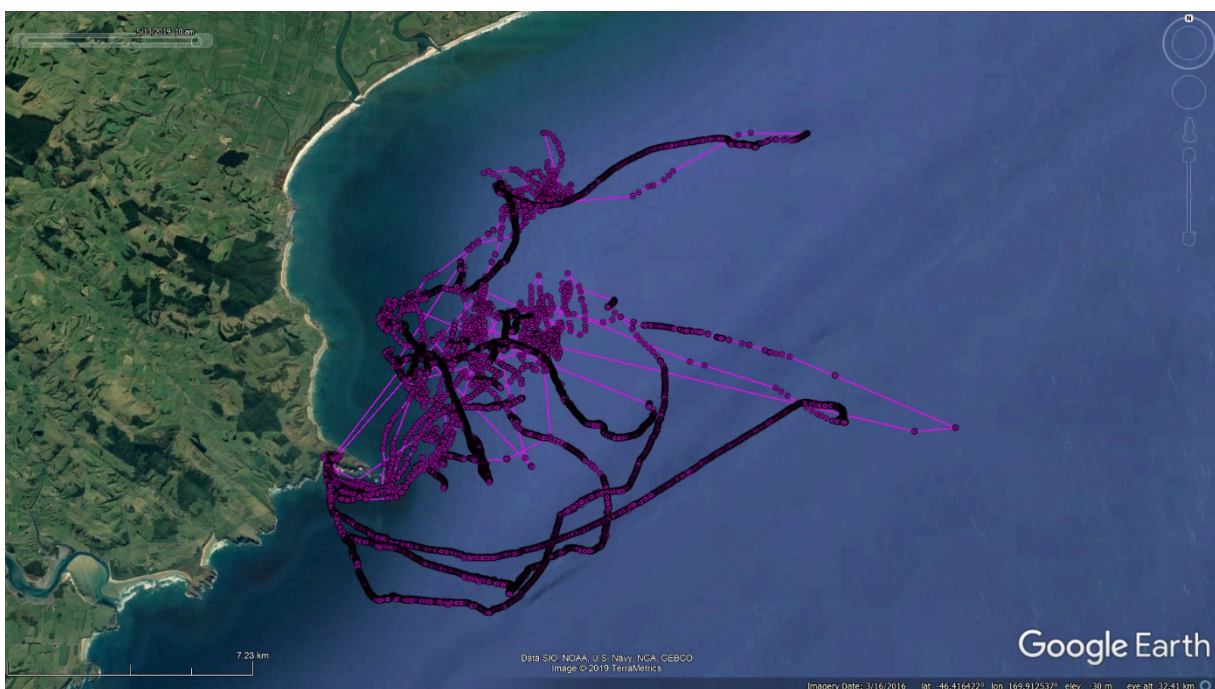 5/13/2019 10 am
N
7.23 km
Data SIO, NOAA, U.S. Navy, NGA, GEBCO
Image © 2019 TerraMetrics
Google Earth
Imagery Date: 3/16/2016 lat -46.416422° lon 169.912537° elev -30 m eye alt 32.41 km